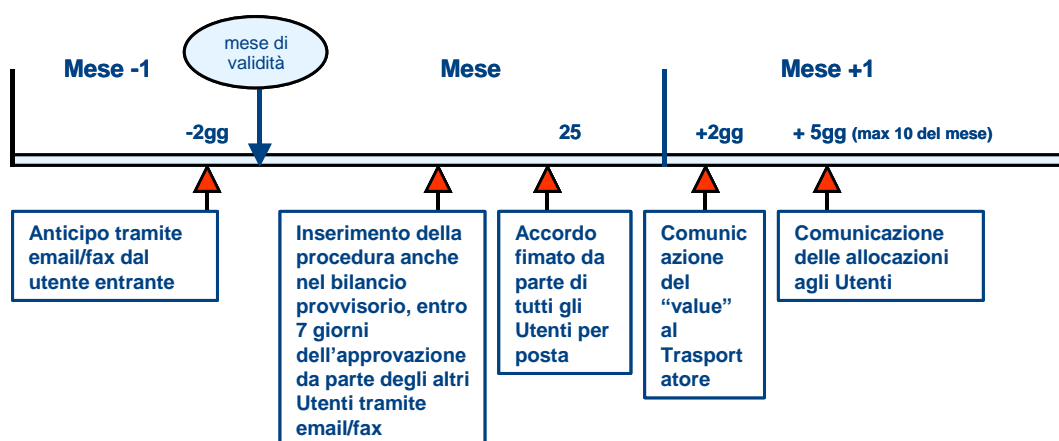 mese di
validità
Mese -1
Mese
Mese +1
-2gg
25
+2gg
+ 5gg (max 10 del mese)
Anticipo tramite
email/fax dal
utente entrante
Inserimento della
procedura anche
nel bilancio
provvisorio, entro
7 giorni
dell’approvazione
da parte degli altri
Utenti tramite
email/fax
Accordo
fimato da
parte di
tutti gli
Utenti per
posta
Comunic
azione
del
“value”
al
Trasport
atore
Comunicazione
delle allocazioni
agli Utenti